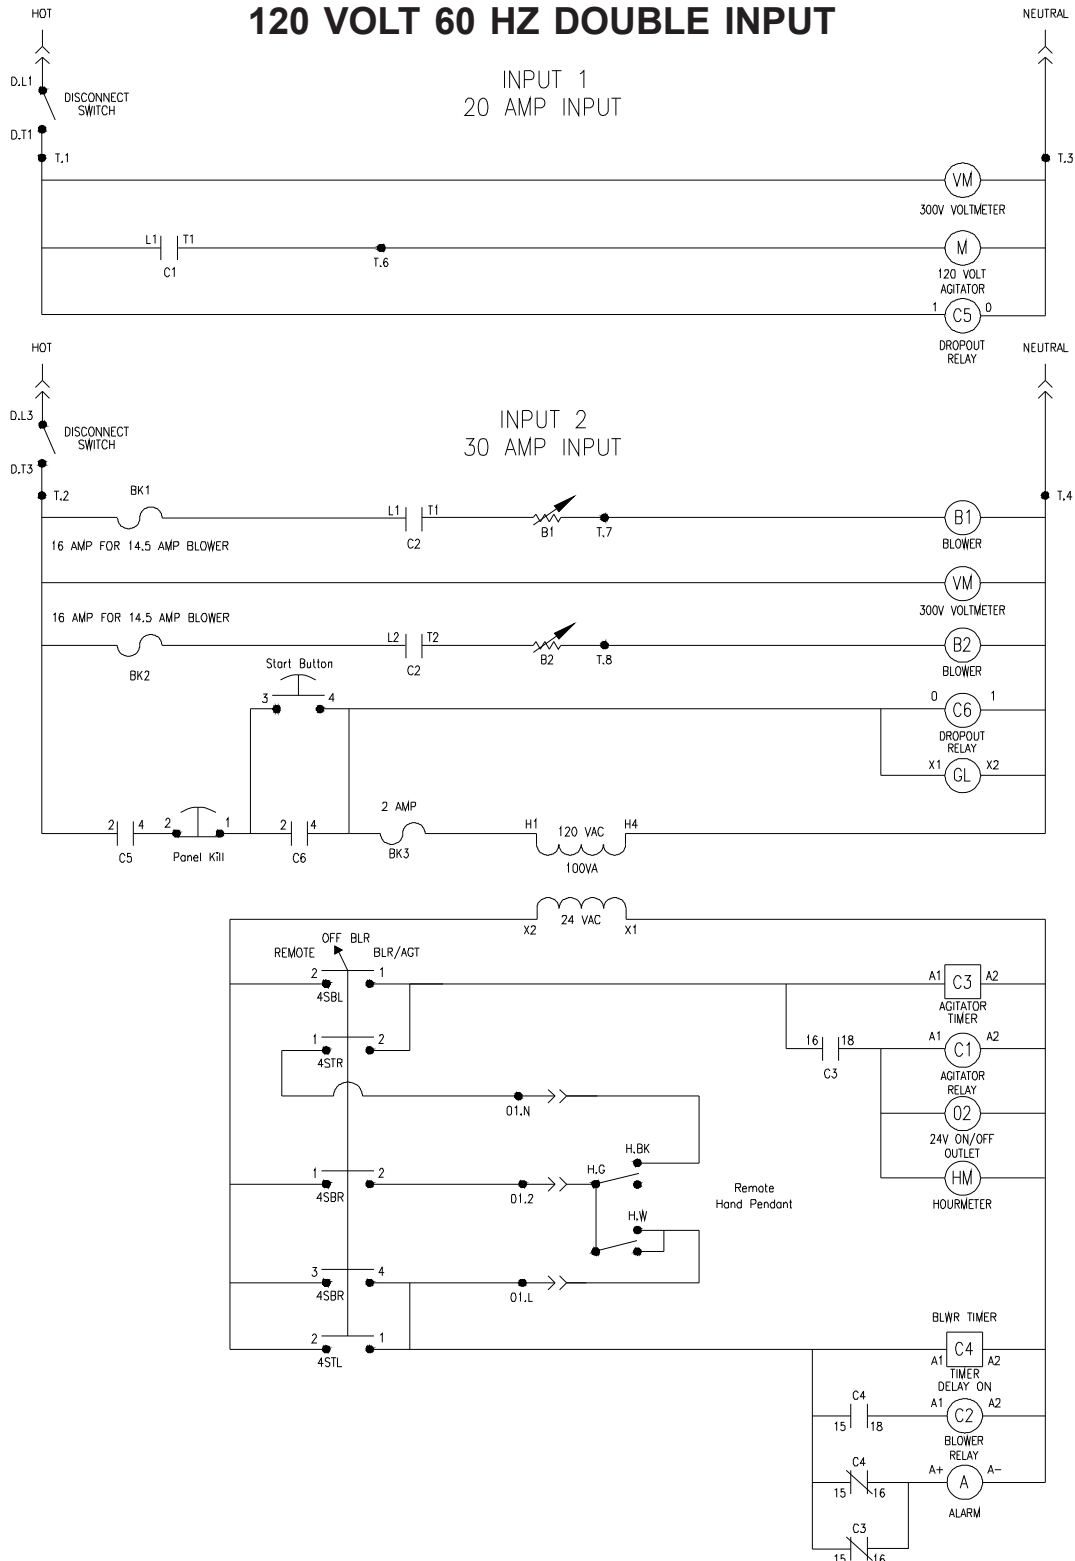 120 VOLT 60 HZ DOUBLE INPUT
HOT
NEUTRAL
INPUT 1
20 AMP INPUT
D.L1
DISCONNECT
SWITCH
D.T1
T.1
T.3
VM
300V VOLTMETER
L1 T1
C1
T.6
M
120 VOLT
AGITATOR
1 C5 0
DROPOUT
RELAY
HOT
NEUTRAL
INPUT 2
30 AMP INPUT
D.L3
DISCONNECT
SWITCH
D.T3
T.2
T.4
BK1
16 AMP FOR 14.5 AMP BLOWER
L1 T1
C2
B1
T.7
B1
BLOWER
VM
300V VOLTMETER
16 AMP FOR 14.5 AMP BLOWER
BK2
L2 T2
C2
B2
T.8
B2
BLOWER
Start Button
3 4
0 C6 1
DROPOUT
RELAY
X1 GL X2
2 4
C5
2 1
Panel Kill
2 4
C6
2 AMP
BK3
H1 120 VAC H4
100VA
X2 24 VAC X1
OFF BLR
REMOTE BLR/AGT
2 1
4SBL
A1 C3 A2
AGITATOR
TIMER
1 2
4STR
16 18
C3
A1 C1 A2
AGITATOR
RELAY
O1.N
O2
24V ON/OFF
OUTLET
H.BK
1 2
4SBR
O1.2
H.G
HM
HOURMETER
Remote
Hand Pendant
H.W
3 4
4SBR
O1.L
BLWR TIMER
2 1
4STL
C4
A1 A2
TIMER
DELAY ON
C4
15 18
A1 C2 A2
BLOWER
RELAY
C4
15 16
A+ A A-
ALARM
C3
15 16